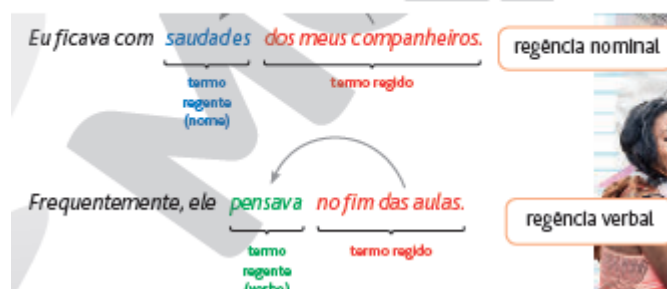 Eu ficava com saudades dos meus companheiros. regência nominal
termo regente (nome) termo regido
Frequentemente, ele pensava no fim das aulas. regência verbal
termo regente (verbo) termo regido